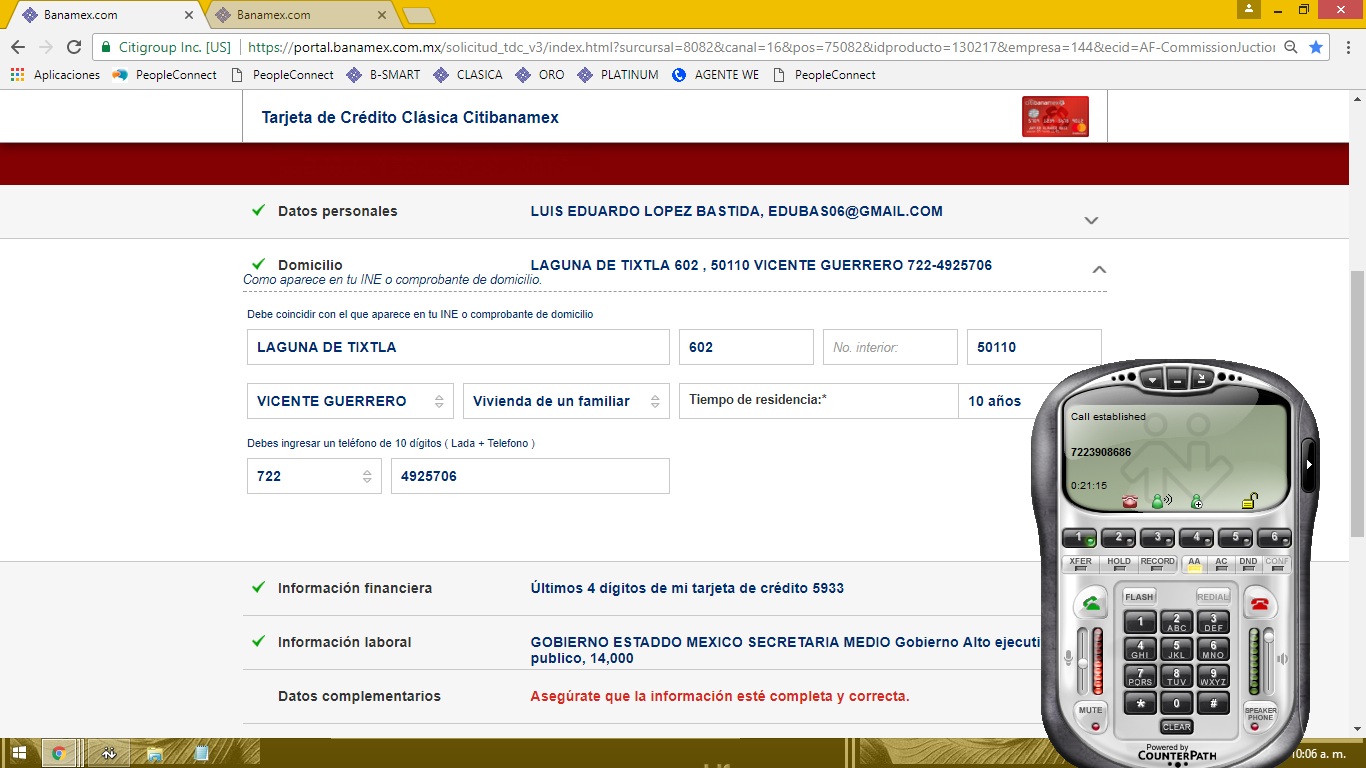 Banamex.com
Banamex.com
Citigroup Inc. [US] https://portal.banamex.com.mx/solicitud_tdc_v3/index.html?sursural=8082&canal=16&pos=75082&idproducto=130217&empresa=144&ecid=AF-CommissionJuction
Aplicaciones PeopleConnect PeopleConnect B-SMART CLASICA ORO PLATINUM AGENTE WE PeopleConnect
Tarjeta de Crédito Clásica Citibanamex
Datos personales LUIS EDUARDO LOPEZ BASTIDA, EDUBAS06@GMAIL.COM
Domicilio LAGUNA DE TIXTLA 602 , 50110 VICENTE GUERRERO 722-4925706
Como aparece en tu INE o comprobante de domicilio.
Debe coincidir con el que aparece en tu INE o comprobante de domicilio
LAGUNA DE TIXTLA 602 No. interior: 50110
VICENTE GUERRERO Vivienda de un familiar Tiempo de residencia:* 10 años
Debes ingresar un teléfono de 10 dígitos ( Lada + Telefono )
722 4925706
Información financiera Últimos 4 dígitos de mi tarjeta de crédito 5933
Información laboral GOBIERNO ESTADDO MEXICO SECRETARIA MEDIO Gobierno Alto ejecuti
publico, 14,000
Datos complementarios Asegúrate que la información esté completa y correcta.
Call established
7223908686
0:21:15
1 2 3 4 5 6
XFER HOLD RECORD AA AC DND CONF
FLASH REDIAL
1 2 ABC 3 DEF
4 GHI 5 JKL 6 MNO
7 PQRS 8 TUV 9 WXYZ
* 0 #
MUTE CLEAR SPEAKER PHONE
Powered by
COUNTERPATH
10:06 a. m.